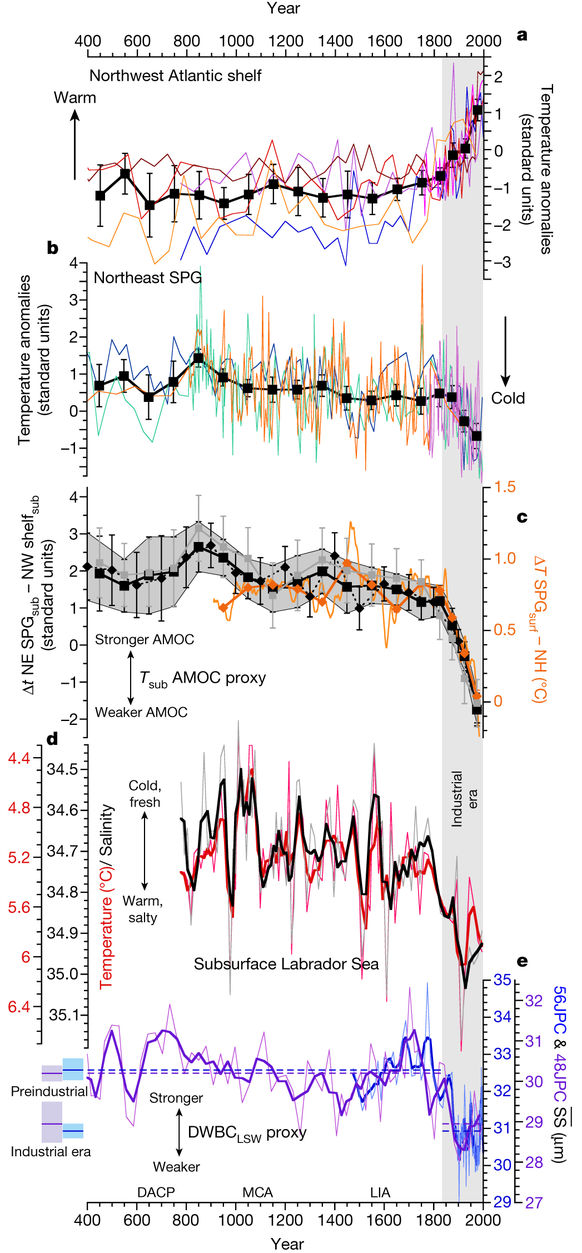 Year
400 600 800 1000 1200 1400 1600 1800 2000
a
Northwest Atlantic shelf
Warm
2
1
0
−1
−2
−3
Temperature anomalies
(standard units)
b
Northeast SPG
4
3
2
1
0
−1
Temperature anomalies
(standard units)
Cold
c
4
3
2
1
0
−1
−2
Δt NE SPGsub − NW shelfsub
(standard units)
1.5
1.0
0.5
0
ΔT SPGsurf − NH (°C)
Stronger AMOC
Tsub AMOC proxy
Weaker AMOC
d
4.4
4.8
5.2
5.6
6
6.4
34.5
34.6
34.7
34.8
34.9
35.0
35.1
Temperature (°C)/ Salinity
Cold,
fresh
Warm,
salty
Industrial
era
Subsurface Labrador Sea
e
35
34
33
32
31
30
29
32
31
30
29
28
27
56JPC & 48JPC SS (μm)
Preindustrial
Industrial era
Stronger
DWBCLSW proxy
Weaker
DACP MCA LIA
400 600 800 1000 1200 1400 1600 1800 2000
Year